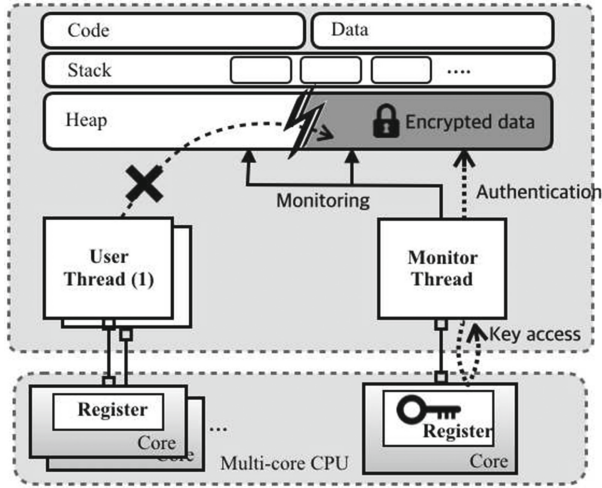 Code
Data
Stack
....
Heap
Encrypted data
Monitoring
Authentication
User
Thread (1)
Monitor
Thread
Key access
Register
Core
Core
...
Multi-core CPU
Register
Core